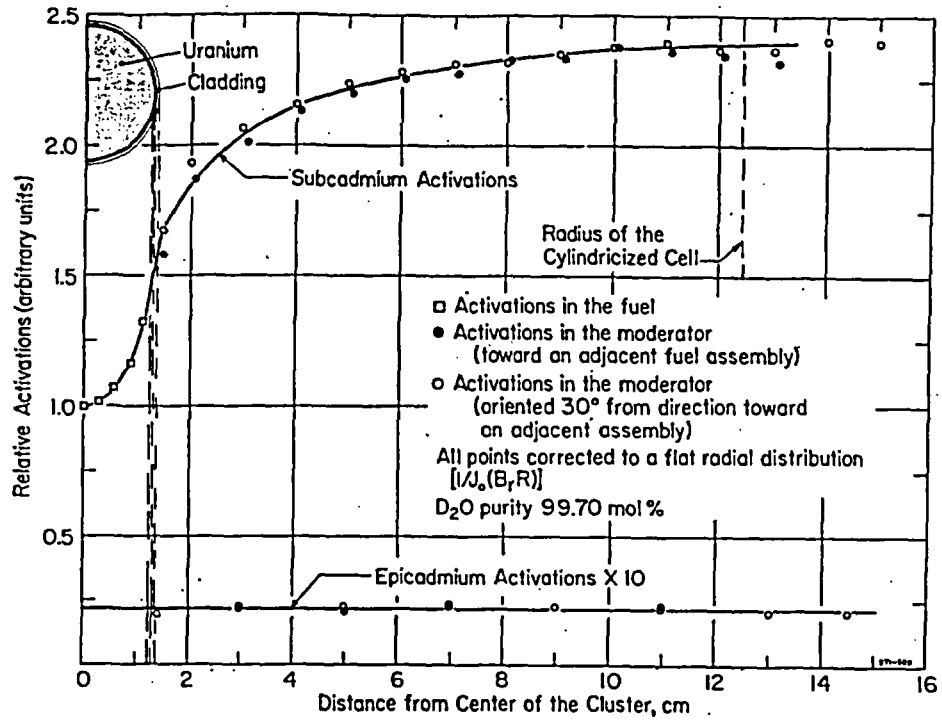 2.5
2.0
1.5
1.0
0.5
0
Relative Activations (arbitrary units)
Uranium
Cladding
Subcadmium Activations
Radius of the
Cylindricized Cell
□ Activations in the fuel
● Activations in the moderator
(toward an adjacent fuel assembly)
○ Activations in the moderator
(oriented 30° from direction toward
an adjacent assembly)
All points corrected to a flat radial distribution
[1/J₀(BᵣR)]
D₂O purity 99.70 mol %
Epicadmium Activations X 10
0 2 4 6 8 10 12 14 16
Distance from Center of the Cluster, cm